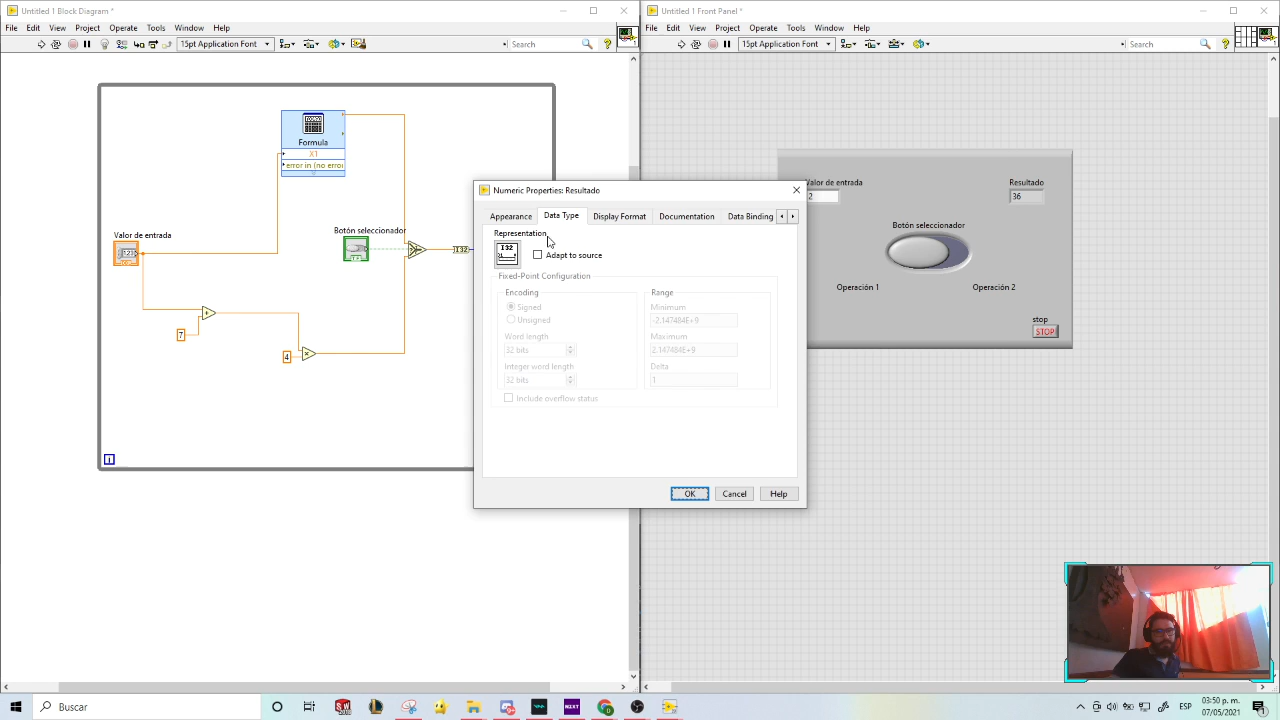 Untitled 1 Block Diagram *
File Edit View Project Operate Tools Window Help
15pt Application Font
Search
Formula
X1
error in (no error
Valor de entrada
Botón seleccionador
I32
7
4
i
Untitled 1 Front Panel *
File Edit View Project Operate Tools Window Help
15pt Application Font
Search
Valor de entrada
2
Resultado
36
Botón seleccionador
Operación 1
Operación 2
stop
STOP
Numeric Properties: Resultado
Appearance Data Type Display Format Documentation Data Binding
Representation
I32
Adapt to source
Fixed-Point Configuration
Encoding
Signed
Unsigned
Word length
32 bits
Integer word length
32 bits
Include overflow status
Range
Minimum
-2.147484E+9
Maximum
2.147484E+9
Delta
1
OK Cancel Help
Buscar
NEXT
ESP
03:50 p. m.
07/05/2021
1